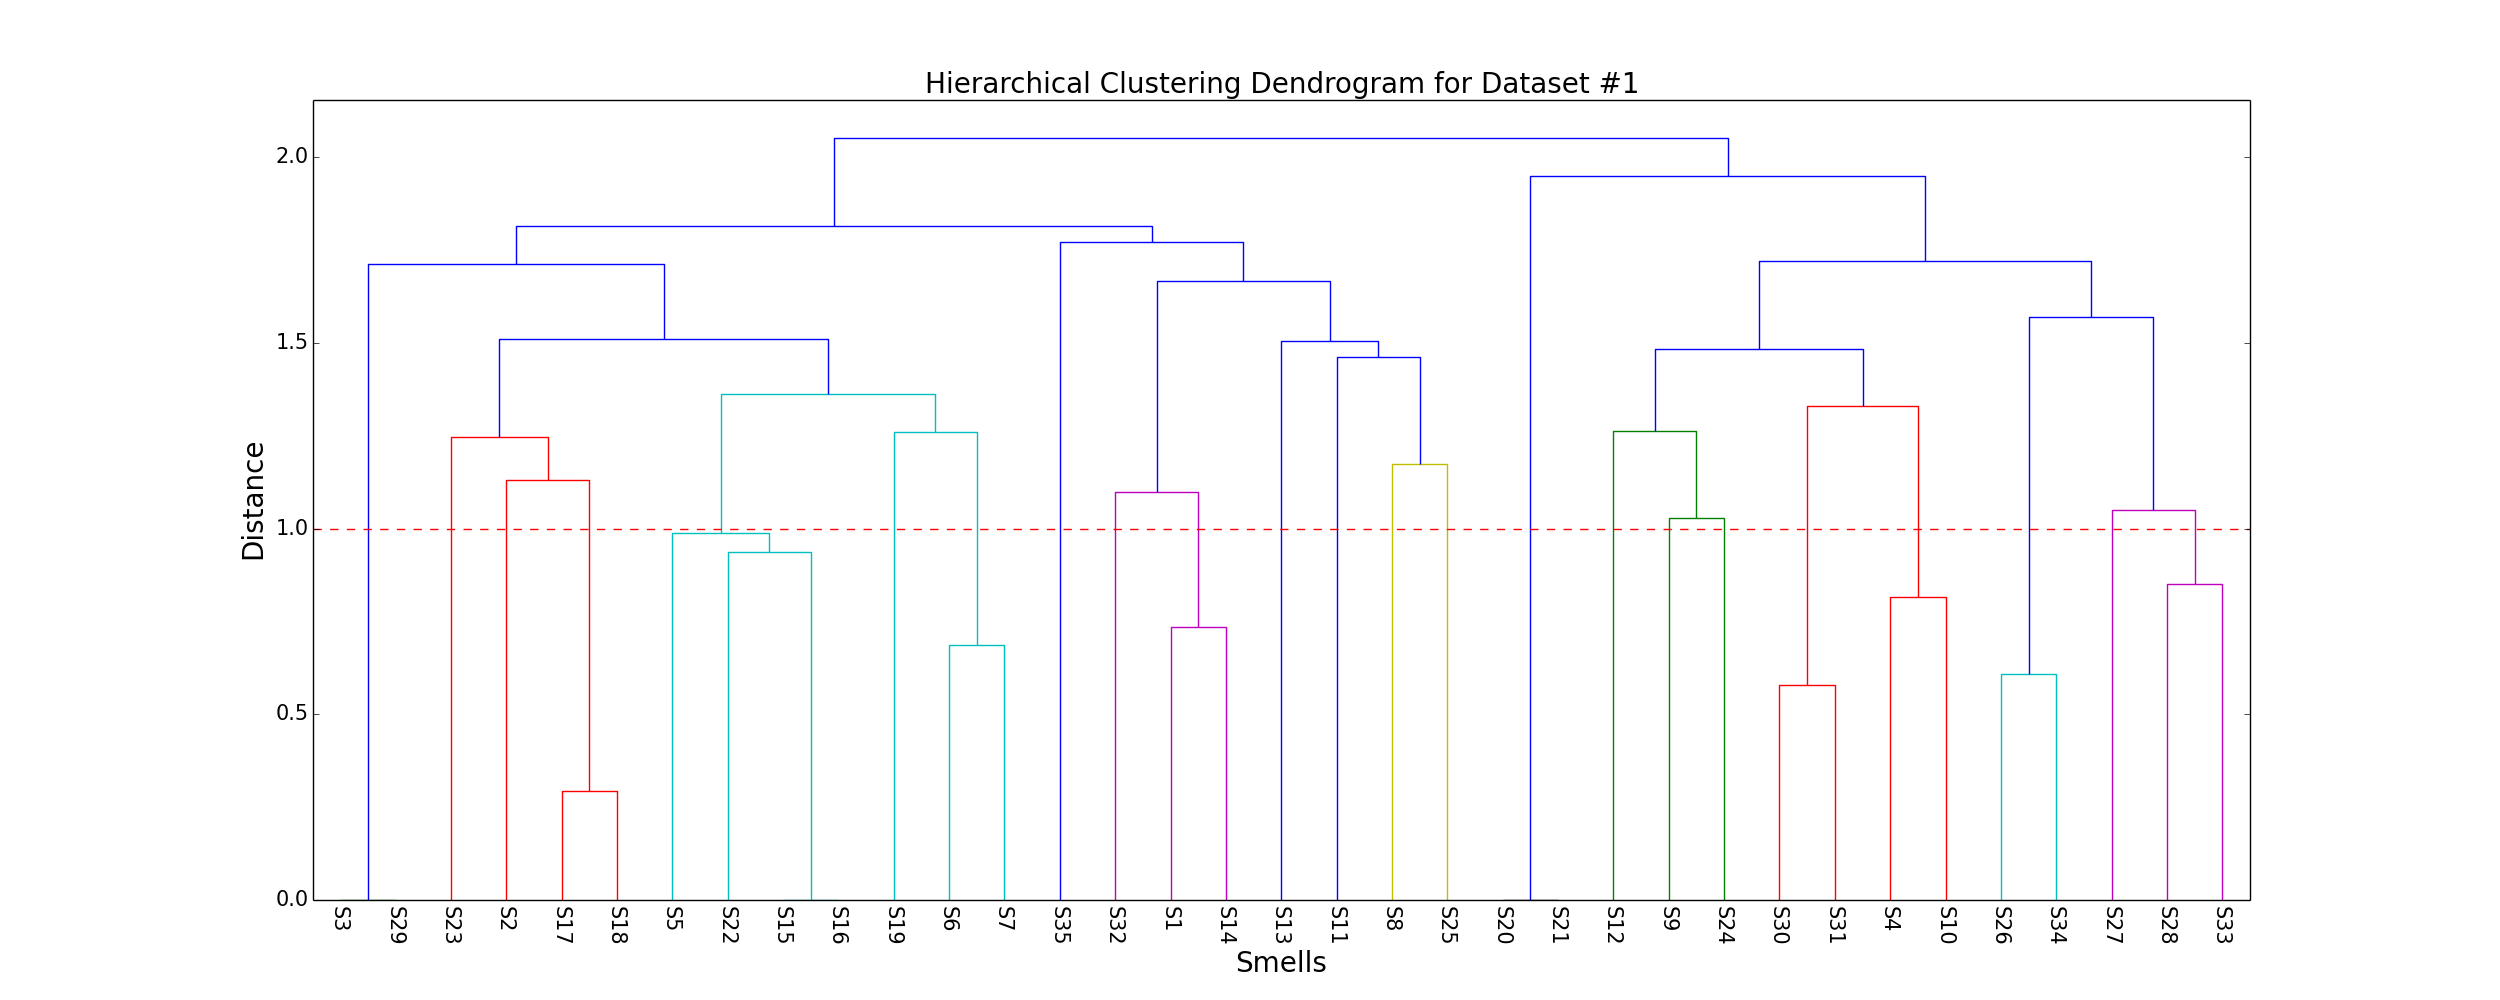 Hierarchical Clustering Dendrogram for Dataset #1
2.0
1.5
1.0
0.5
0.0
Distance
S3 S29 S23 S2 S17 S18 S5 S22 S15 S16 S19 S6 S7 S35 S32 S1 S14 S13 S11 S8 S25 S20 S21 S12 S9 S24 S30 S31 S4 S10 S26 S34 S27 S28 S33
Smells